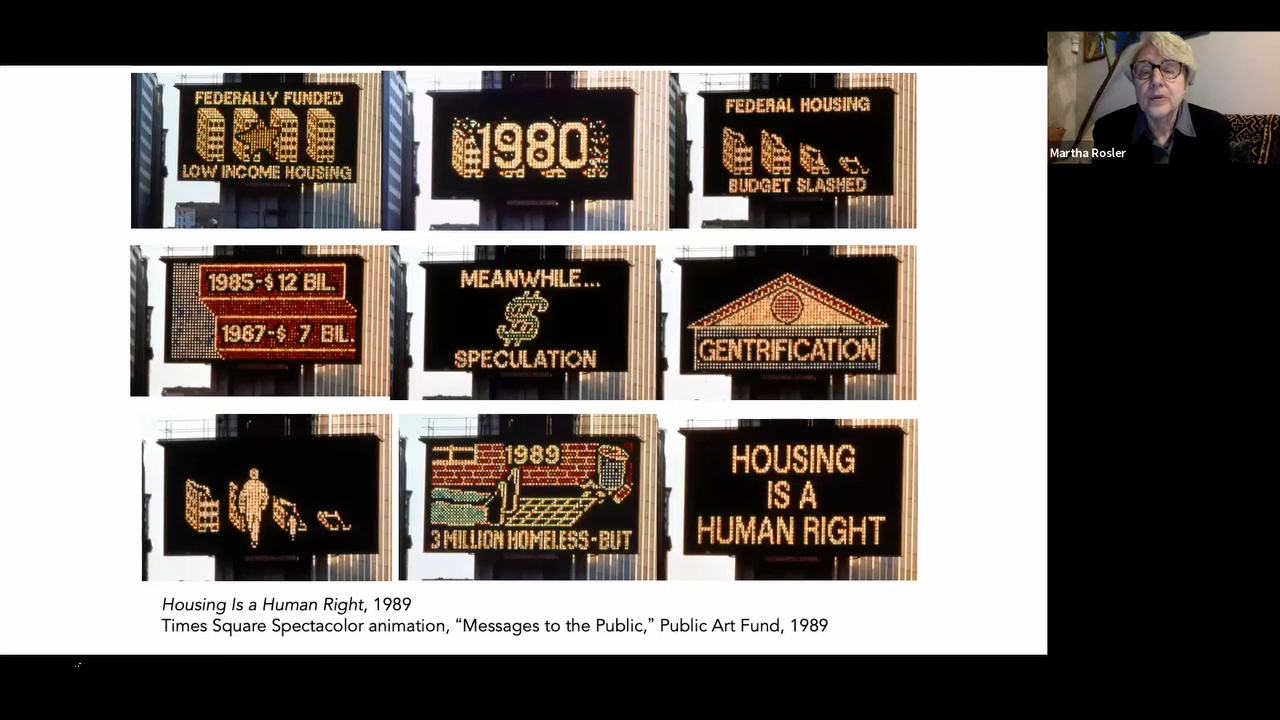 FEDERALLY FUNDED
LOW INCOME HOUSING
1980
FEDERAL HOUSING
BUDGET SLASHED
1985-$12 BIL.
1987-$ 7 BIL.
MEANWHILE...
$
SPECULATION
GENTRIFICATION
1989
3 MILLION HOMELESS-BUT
HOUSING
IS A
HUMAN RIGHT
Housing Is a Human Right, 1989
Times Square Spectacolor animation, “Messages to the Public,” Public Art Fund, 1989
Martha Rosler